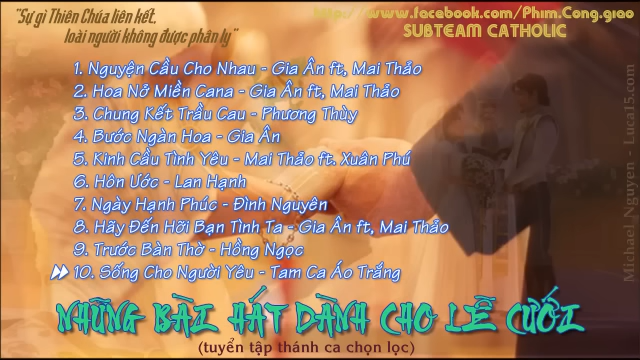 "Sự gì Thiên Chúa liên kết,
loài người không được phân ly"
http://www.facebook.com/Phim.Cong.giao
SUBTEAM CATHOLIC
1. Nguyện Cầu Cho Nhau - Gia Ân ft, Mai Thảo
2. Hoa Nở Miền Cana - Gia Ân ft, Mai Thảo
3. Chung Kết Trầu Cau - Phương Thùy
4. Bước Ngàn Hoa - Gia Ân
5. Kinh Cầu Tình Yêu - Mai Thảo ft. Xuân Phú
6. Hôn Ước - Lan Hạnh
7. Ngày Hạnh Phúc - Đình Nguyên
8. Hãy Đến Hỡi Bạn Tình Ta - Gia Ân ft, Mai Thảo
9. Trước Bàn Thờ - Hồng Ngọc
10. Sống Cho Người Yêu - Tam Ca Áo Trắng
NHỮNG BÀI HÁT DÀNH CHO LỄ CƯỚI
(tuyển tập thánh ca chọn lọc)
Michael Nguyen - Luca15.com